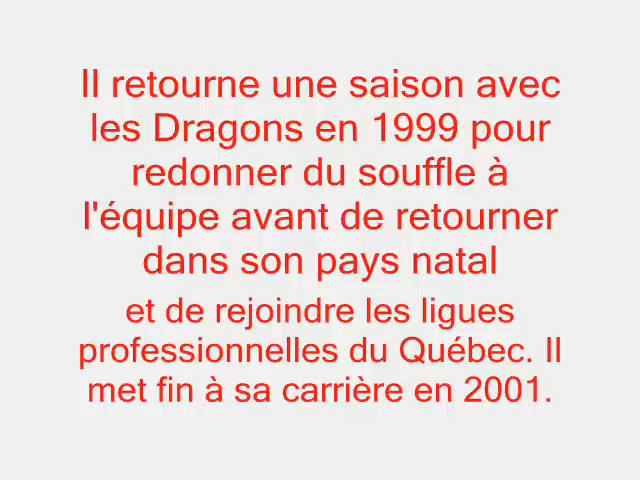 Il retourne une saison avec
les Dragons en 1999 pour
redonner du souffle à
l'équipe avant de retourner
dans son pays natal
et de rejoindre les ligues
professionnelles du Québec. Il
met fin à sa carrière en 2001.